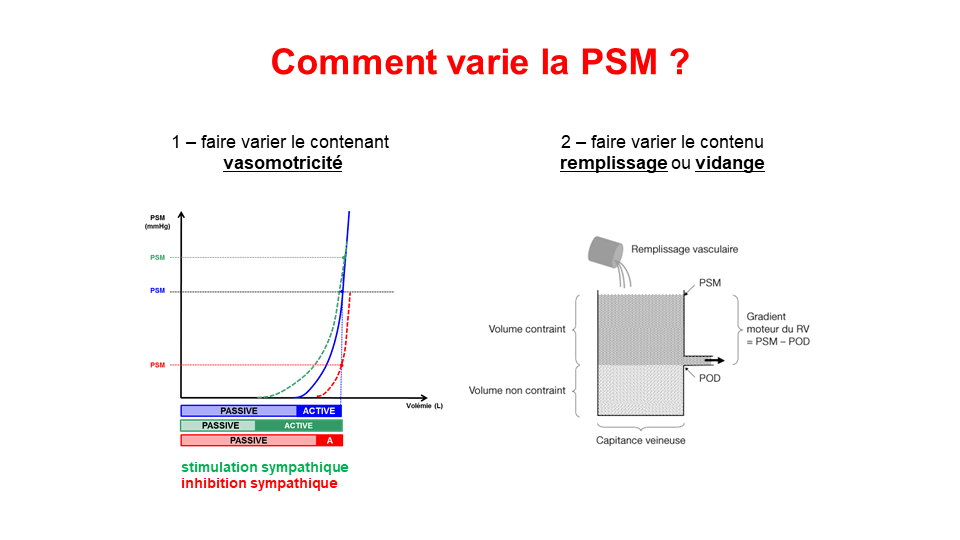 Comment varie la PSM ?
1 – faire varier le contenant
vasomotricité
2 – faire varier le contenu
remplissage ou vidange
PSM
(mmHg)
PSM
PSM
PSM
Volémie (L)
PASSIVE ACTIVE
PASSIVE ACTIVE
PASSIVE A
stimulation sympathique
inhibition sympathique
Remplissage vasculaire
PSM
Volume contraint
Gradient
moteur du RV
= PSM – POD
POD
Volume non contraint
Capitance veineuse